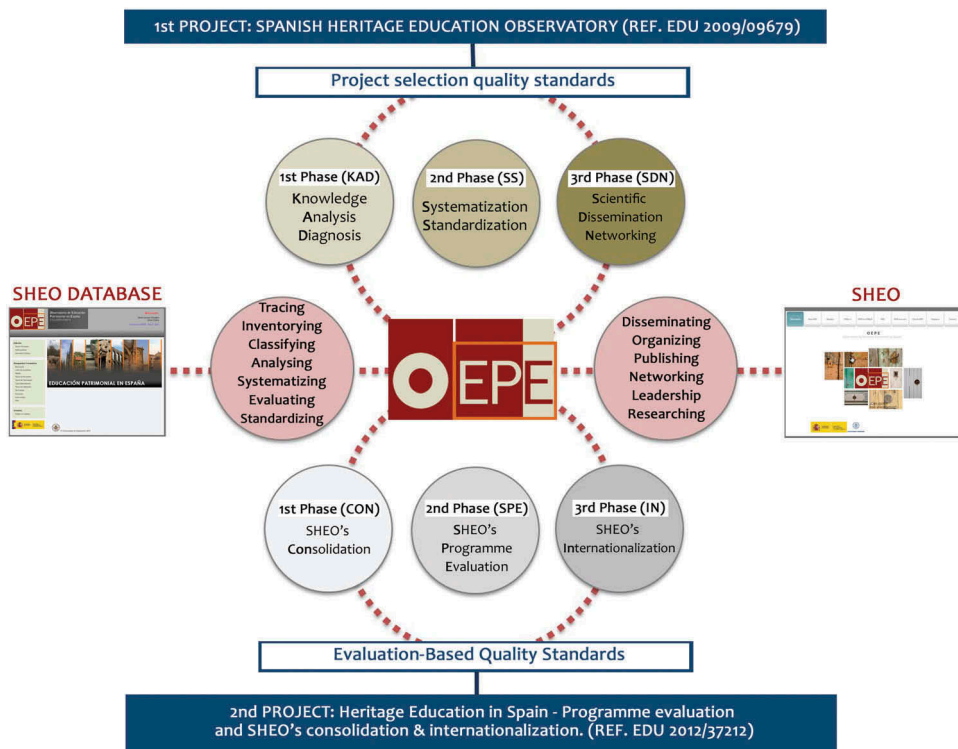 1st PROJECT: SPANISH HERITAGE EDUCATION OBSERVATORY (REF. EDU 2009/09679)
Project selection quality standards
1st Phase (KAD)
Knowledge
Analysis
Diagnosis
2nd Phase (SS)
Systematization
Standardization
3rd Phase (SDN)
Scientific
Dissemination
Networking
SHEO DATABASE
OEPE
EDUCACIÓN PATRIMONIAL EN ESPAÑA
Tracing
Inventorying
Classifying
Analysing
Systematizing
Evaluating
Standardizing
OEPE
Disseminating
Organizing
Publishing
Networking
Leadership
Researching
SHEO
OEPE
OEPE
1st Phase (CON)
SHEO's
Consolidation
2nd Phase (SPE)
SHEO's
Programme
Evaluation
3rd Phase (IN)
SHEO's
Internationalization
Evaluation-Based Quality Standards
2nd PROJECT: Heritage Education in Spain - Programme evaluation
and SHEO's consolidation & internationalization. (REF. EDU 2012/37212)